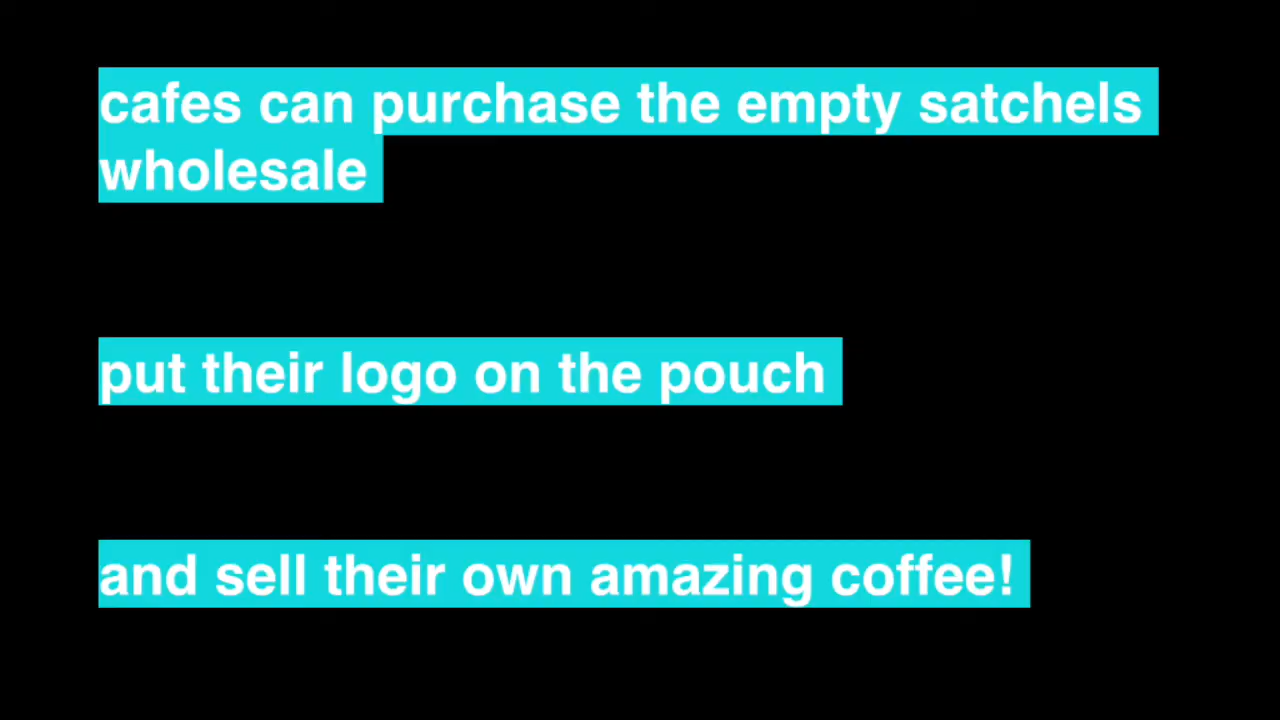 cafes can purchase the empty satchels
wholesale
put their logo on the pouch
and sell their own amazing coffee!